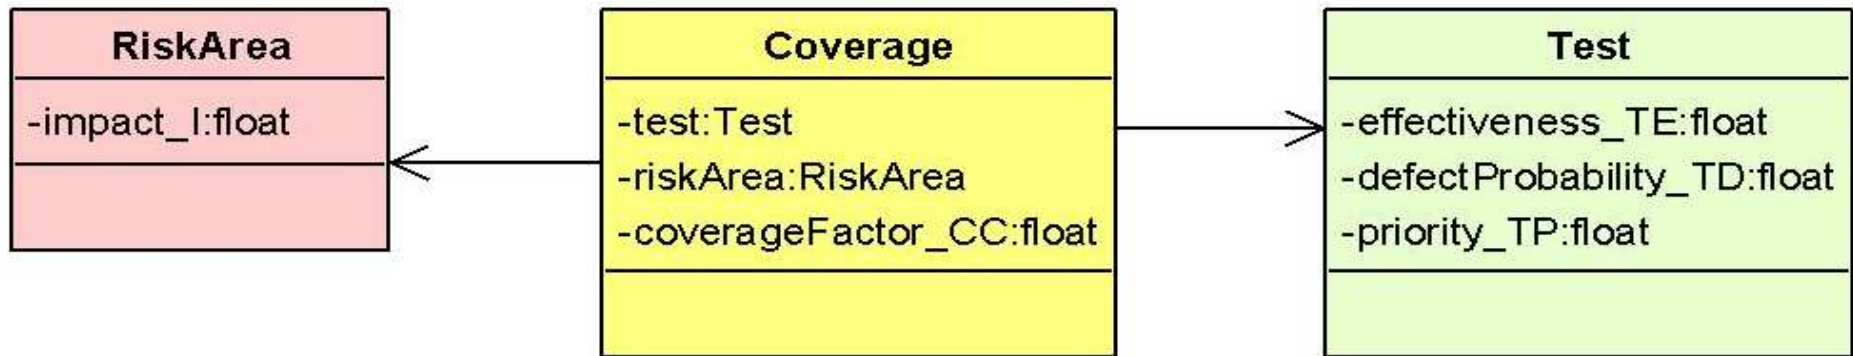 RiskArea
-impact_I:float
Coverage
-test:Test
-riskArea:RiskArea
-coverageFactor_CC:float
Test
-effectiveness_TE:float
-defectProbability_TD:float
-priority_TP:float